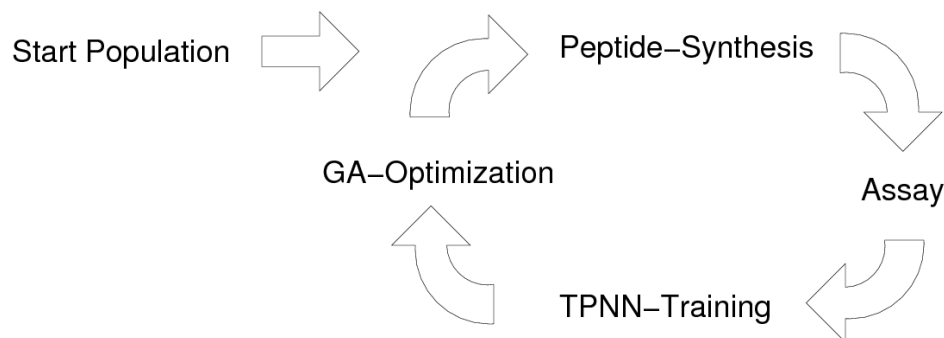 Start Population
Peptide–Synthesis
GA–Optimization
Assay
TPNN–Training